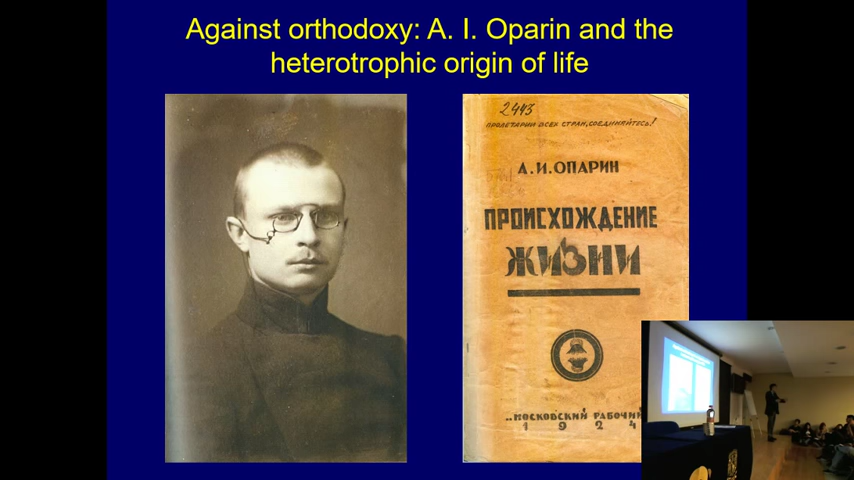 Against orthodoxy: A. I. Oparin and the
heterotrophic origin of life
2443
ПРОЛЕТАРИИ ВСЕХ СТРАН, СОЕДИНЯЙТЕСЬ!
А.И.ОПАРИН
ПРОИСХОЖДЕНИЕ
ЖИЗНИ
„МОСКОВСКИЙ РАБОЧИЙ
1924